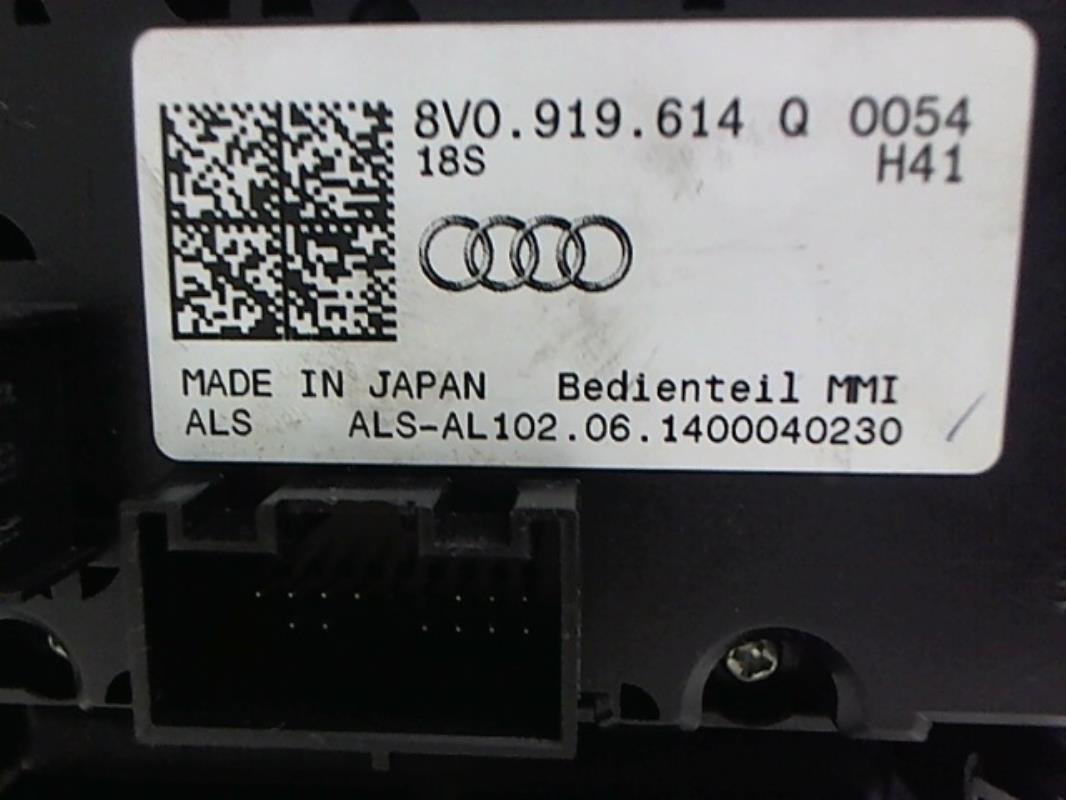 8V0.919.614 Q 0054
18S H41
MADE IN JAPAN Bedienteil MMI
ALS ALS-AL102.06.1400040230